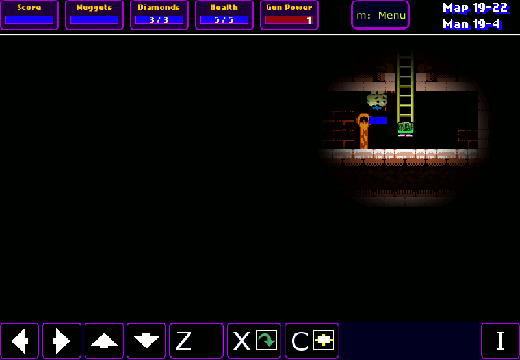 Score
Nuggets
Diamonds
3 / 3
Health
5 / 5
Gun Power
1
m: Menu
Map 19-22
Man 19-4
Z
X
C
I